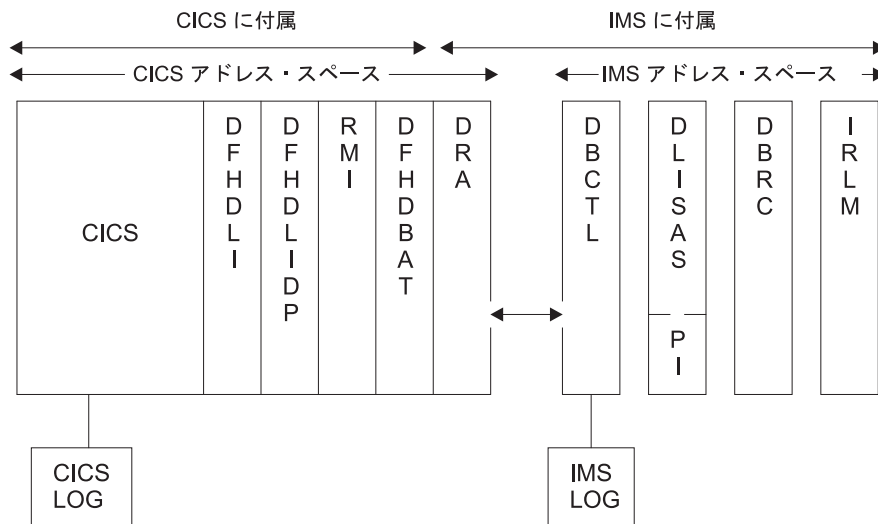 CICS に付属
IMS に付属
CICS アドレス・スペース
IMS アドレス・スペース
CICS
DFHDLI
DFHDLIDP
RMI
DFHDBAT
DRA
DBCTL
DLISAS
PI
DBRC
IRLM
CICS
LOG
IMS
LOG